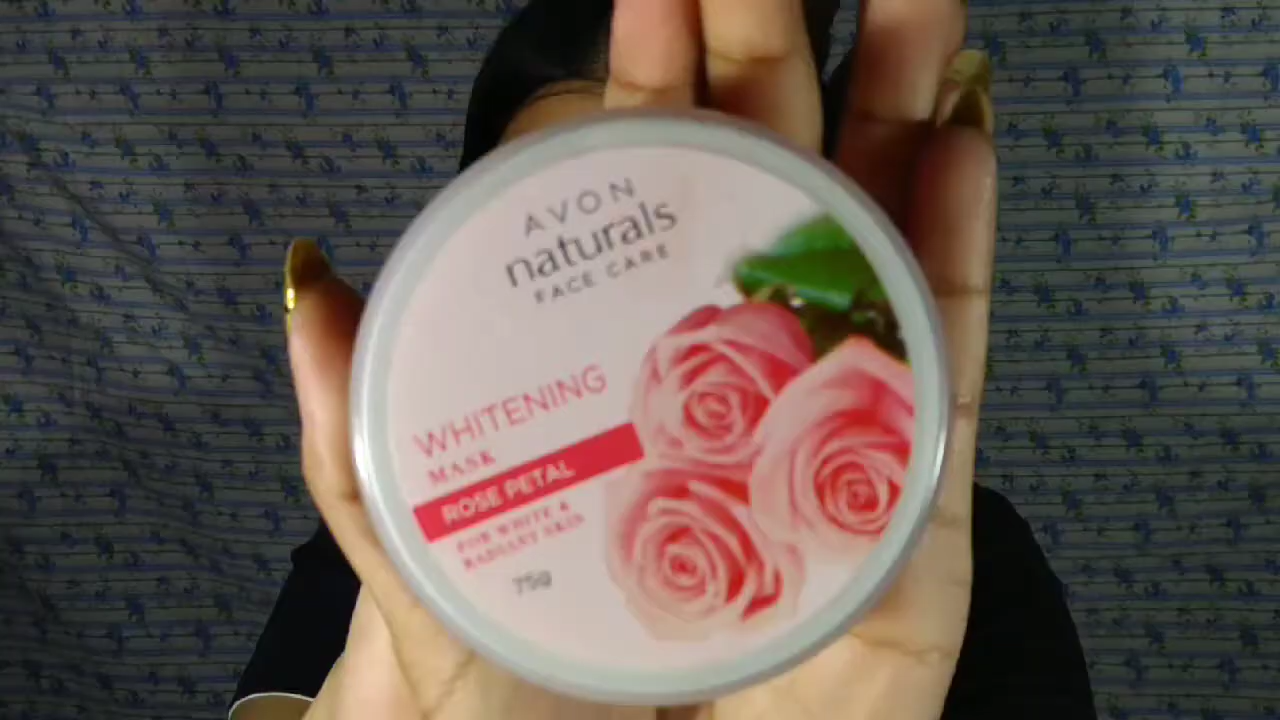 AVON
naturals
FACE CARE
WHITENING
MASK
ROSE PETAL
FOR WHITE &
RADIANT SKIN
75g